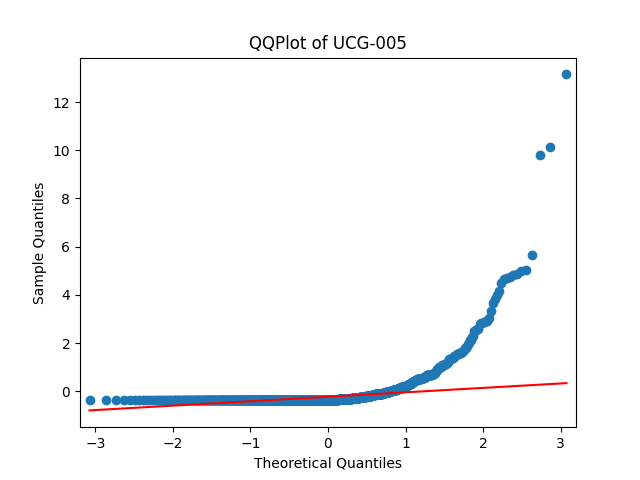 QQPlot of UCG-005
Sample Quantiles
12
10
8
6
4
2
0
−3 −2 −1 0 1 2 3
Theoretical Quantiles